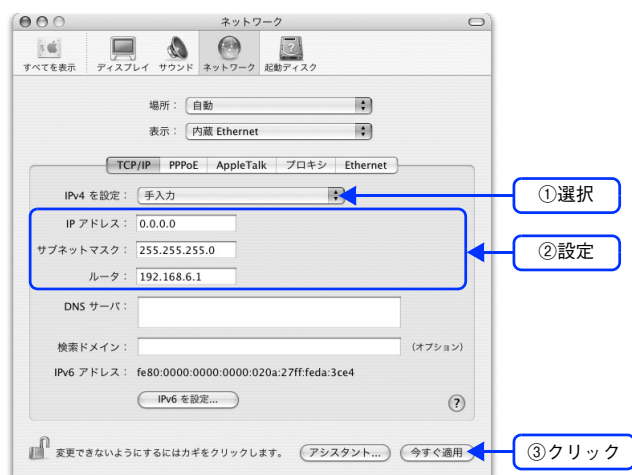 ネットワーク
すべてを表示 ディスプレイ サウンド ネットワーク 起動ディスク
場所： 自動
表示： 内蔵 Ethernet
TCP/IP PPPoE AppleTalk プロキシ Ethernet
IPv4 を設定： 手入力
①選択
IP アドレス： 0.0.0.0
サブネットマスク： 255.255.255.0
②設定
ルータ： 192.168.6.1
DNS サーバ：
検索ドメイン： (オプション)
IPv6 アドレス： fe80:0000:0000:0000:020a:27ff:feda:3ce4
IPv6 を設定...
?
変更できないようにするにはカギをクリックします。 アシスタント... 今すぐ適用
③クリック